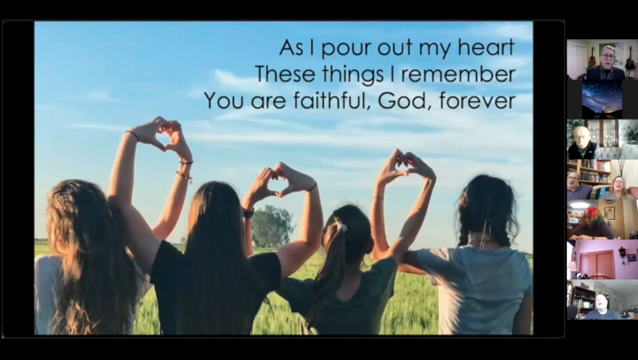 As I pour out my heart
These things I remember
You are faithful, God, forever